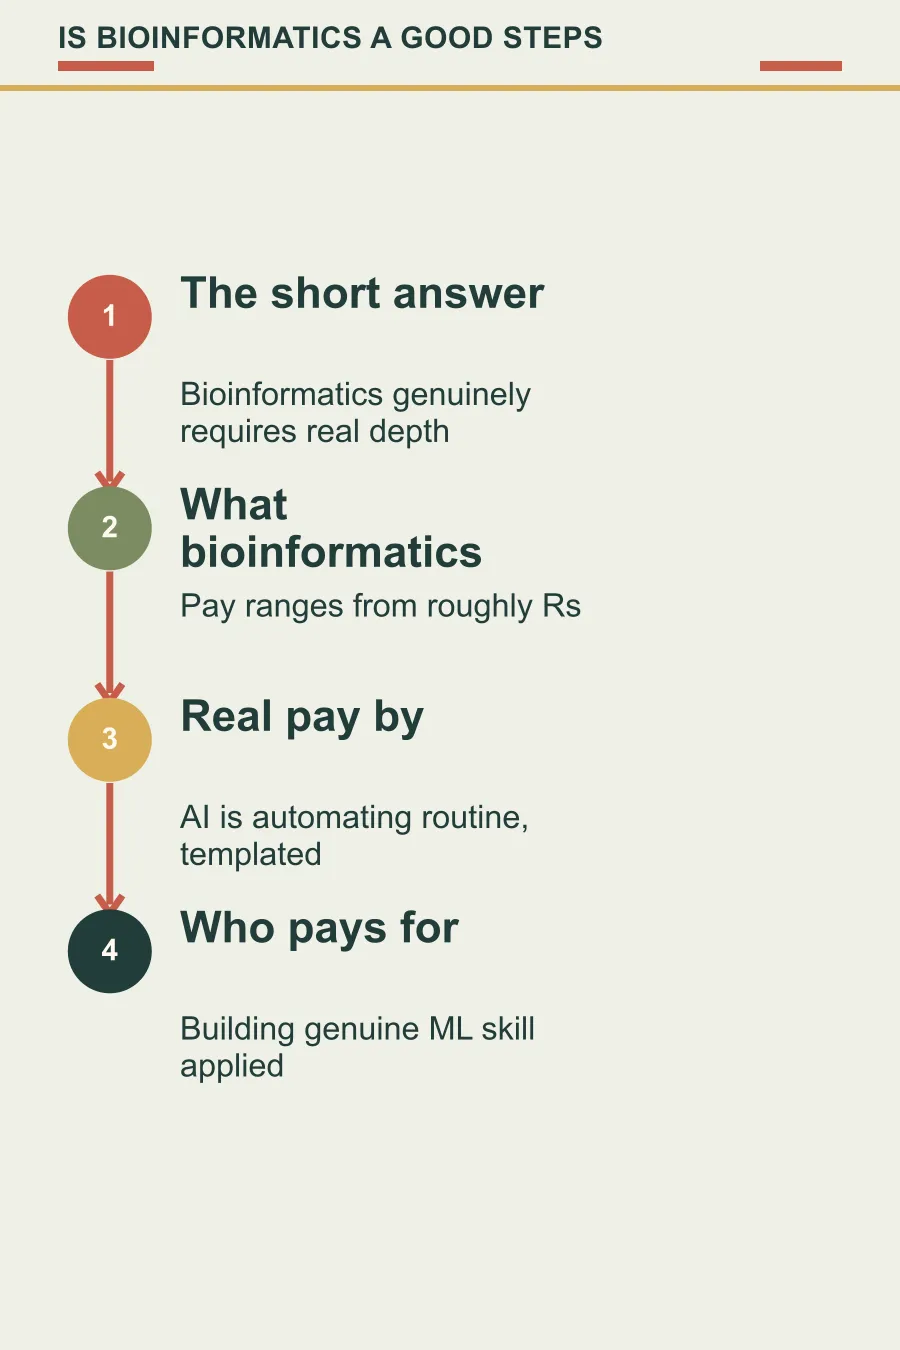 IS BIOINFORMATICS A GOOD STEPS
1
The short answer
Bioinformatics genuinely
requires real depth
2
What
bioinformatics
Pay ranges from roughly Rs
3
Real pay by
AI is automating routine,
templated
4
Who pays for
Building genuine ML skill
applied